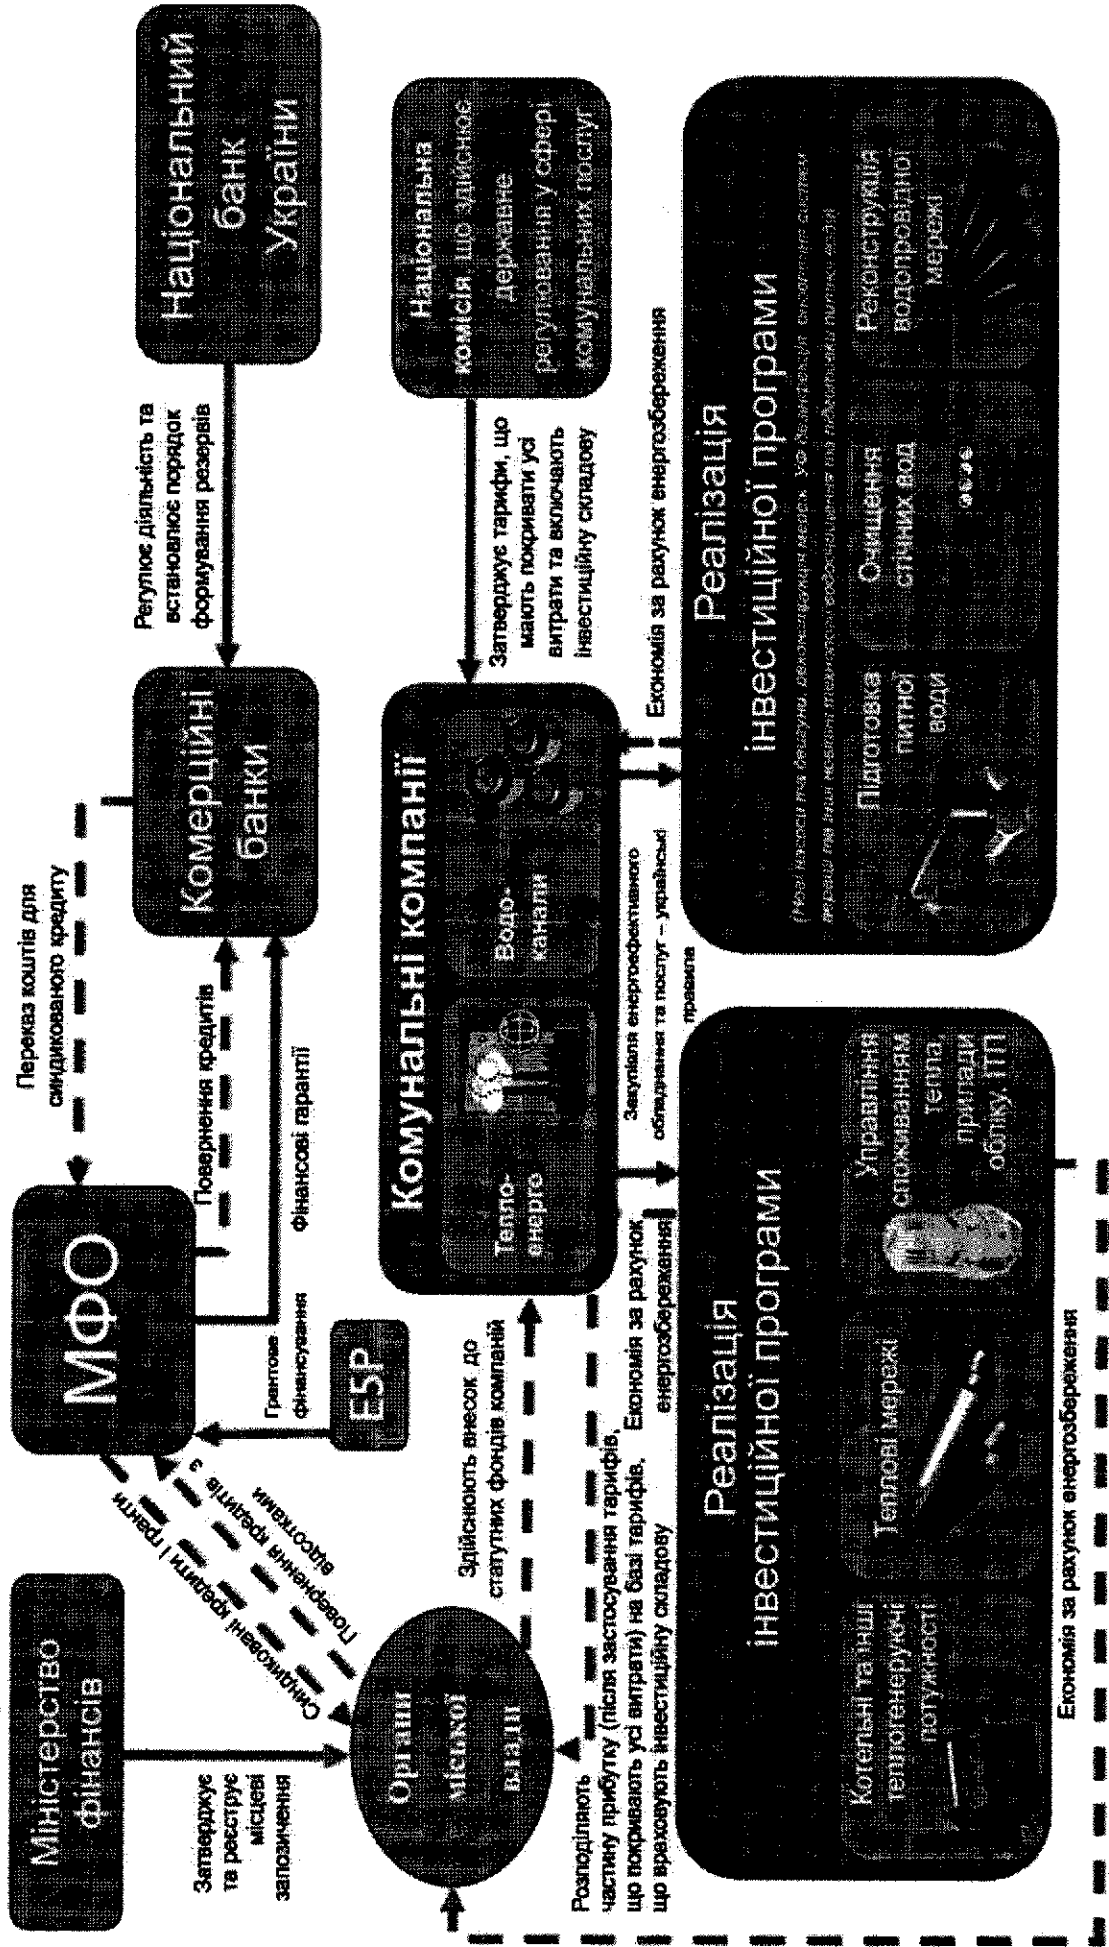 Міністерство
фінансів
Затверджує
та реєструє
місцеві
запозичення
Синдиковані кредити і гранти
Повернення кредитів з
відсотками
МФО
Грантове
фінансування
Е5Р
Переказ коштів для
синдикованого кредиту
Повернення кредитів
Фінансові гарантії
Комерційні
банки
Регулює діяльність та
встановлює порядок
формування резервів
Національний
банк
України
Органи
міської
влади
Здійснюють внесок до
статутних фондів компаній
Розподіляють
частину прибутку (після застосування тарифів,
що покривають усі витрати) на базі тарифів,
що враховують інвестиційну складову
Комунальні компанії
Тепло-
енерго
Водо-
канали
Затверджує тарифи, що
мають покривати усі
витрати та включають
інвестиційну складову
Національна
комісія що здійснює
державне
регулювання у сфері
комунальних послуг
Економія за рахунок
енергозбереження
Закупівля енергоефективного
обладнання та послуг – українські
правила
Економія за рахунок енергозбереження
Реалізація
інвестиційної програми
Котельні та інші
теплогенеруючі
потужності
Теплові мережі
Управління
споживанням
тепла,
прилади
обліку, ІТП
Реалізація
інвестиційної програми
Підготовка
питної
води
Очищення
стічних вод
Реконструкція
водопровідної
мережі
Економія за рахунок енергозбереження